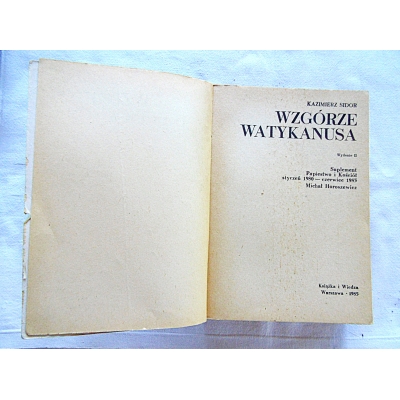 KAZIMIERZ SIDOR
WZGÓRZE
WATYKANUSA
Wydanie II
Suplement
Papiestwo i Kościół
styczeń 1980 — czerwiec 1985
Michał Horoszewicz
Książka i Wiedza
Warszawa · 1985